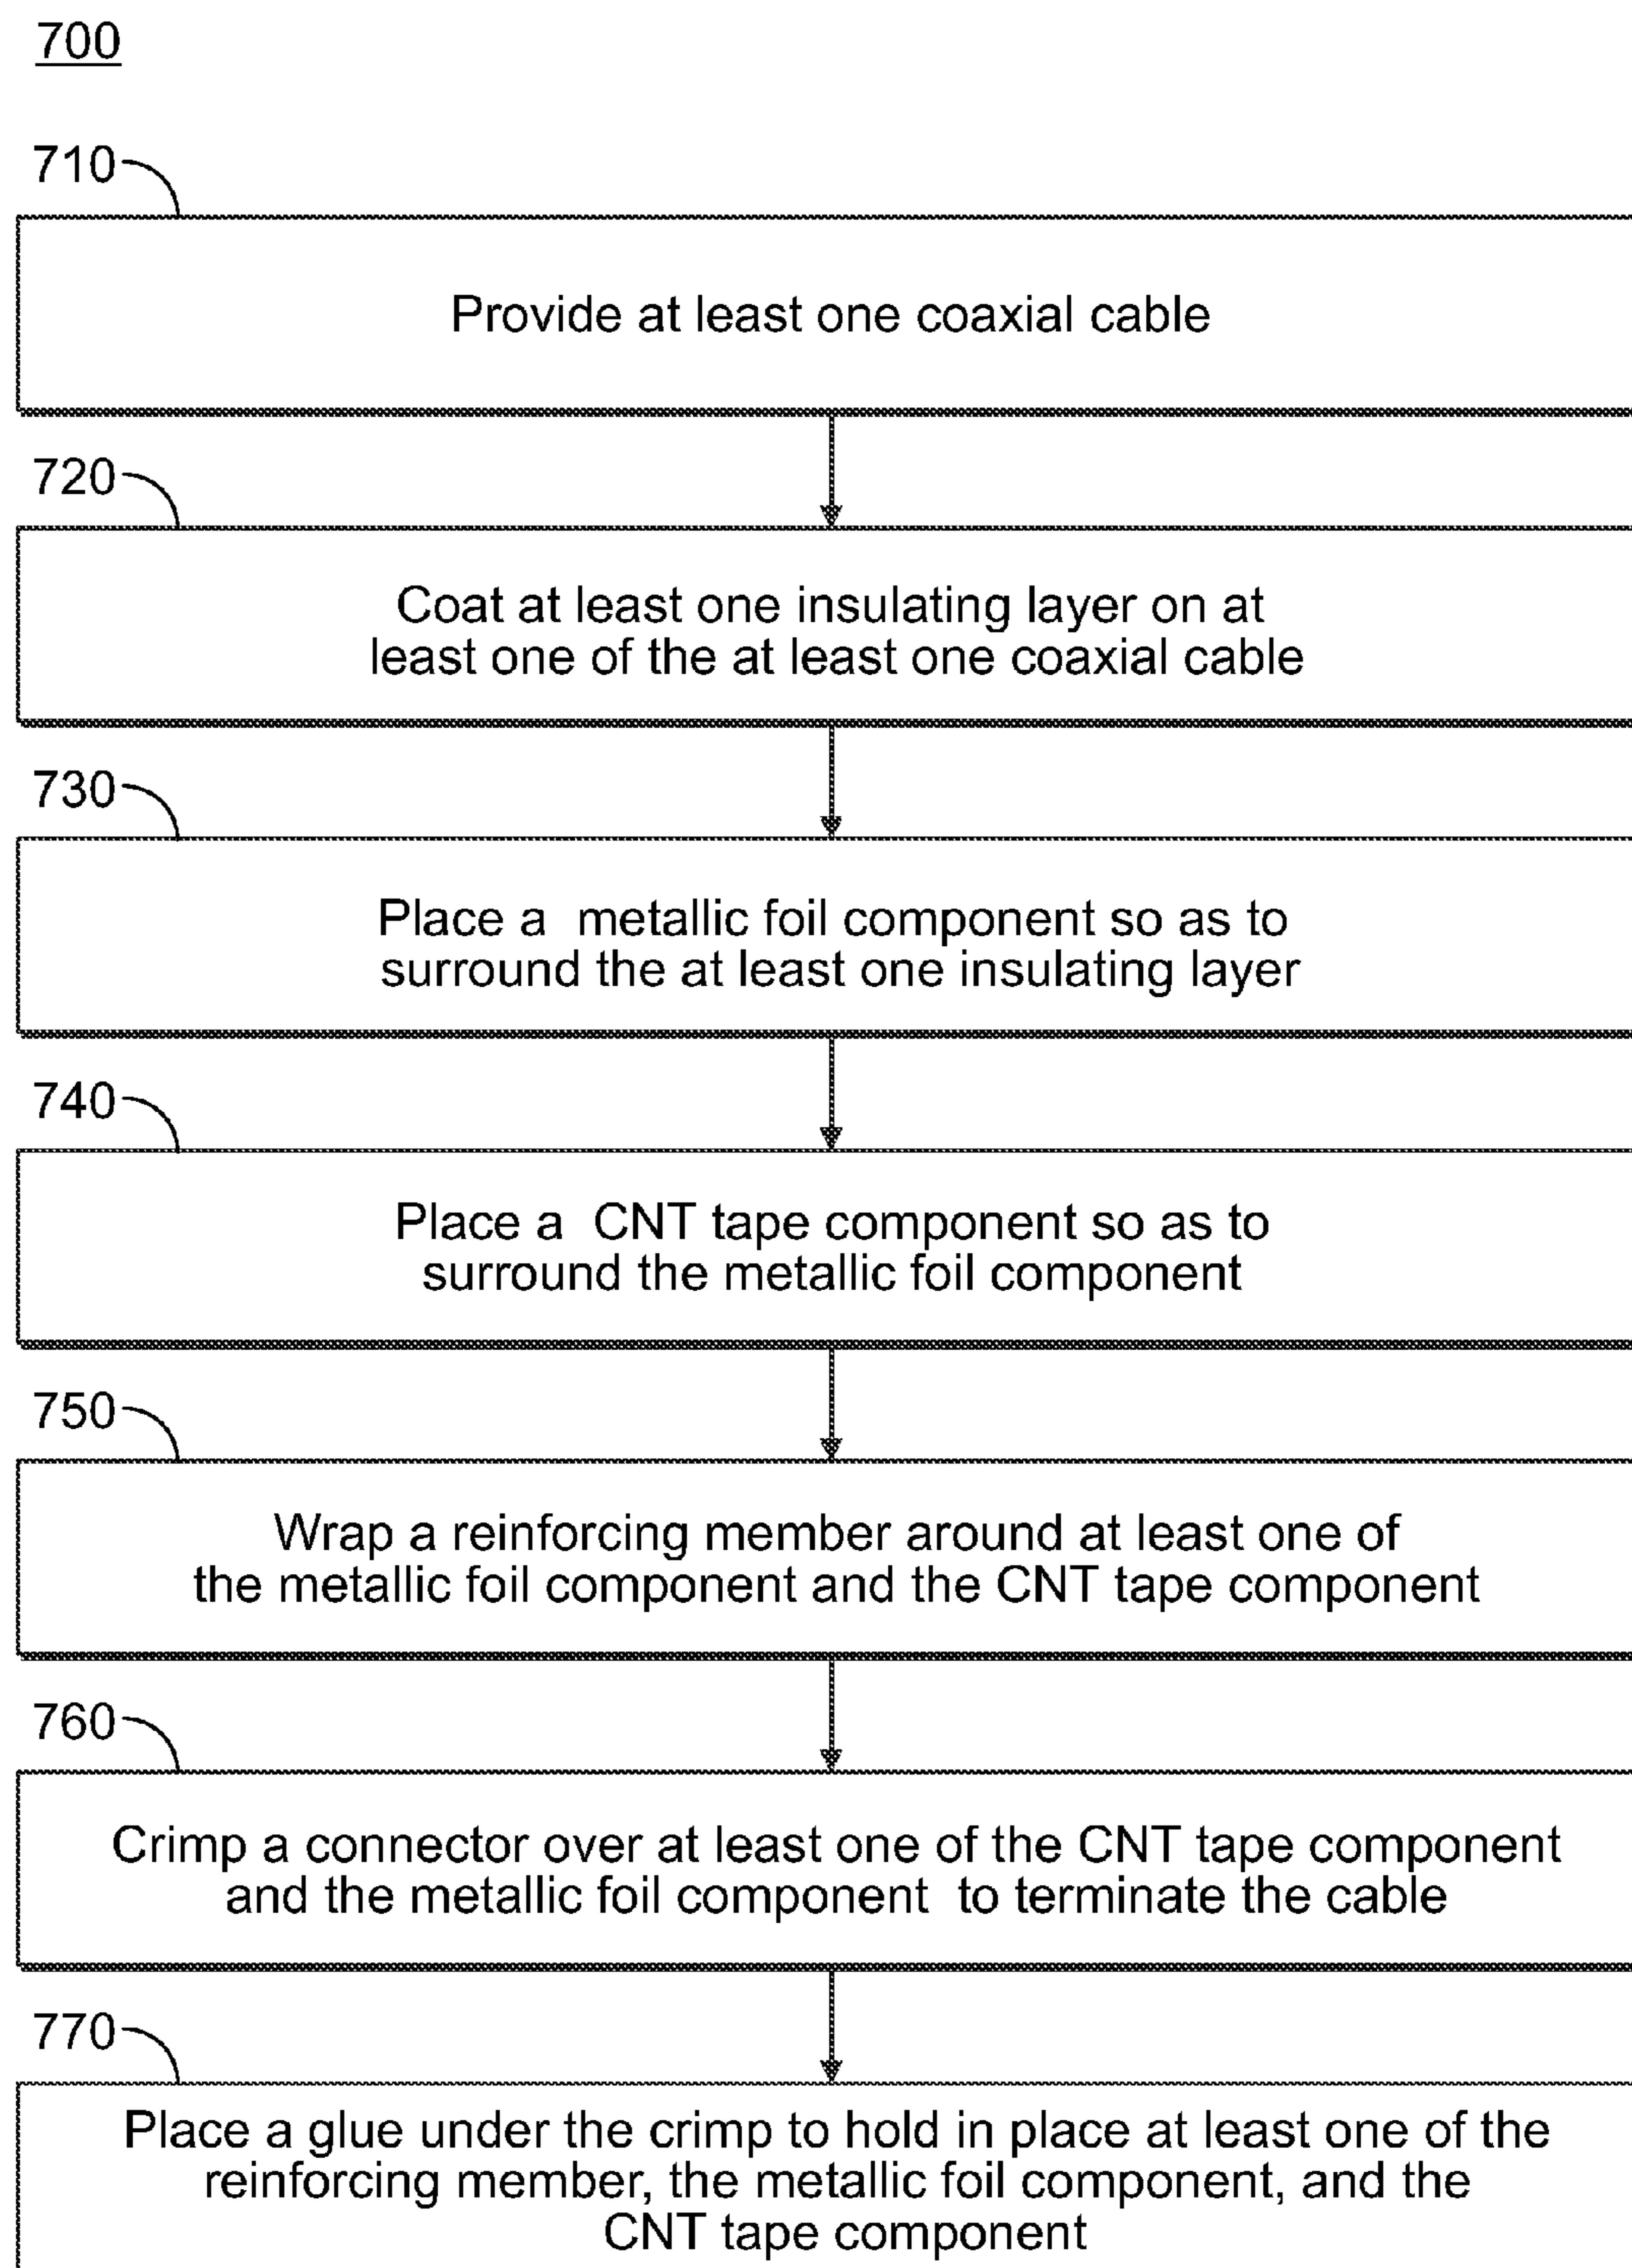 700
710
Provide at least one coaxial cable
720
Coat at least one insulating layer on at
least one of the at least one coaxial cable
730
Place a metallic foil component so as to
surround the at least one insulating layer
740
Place a CNT tape component so as to
surround the metallic foil component
750
Wrap a reinforcing member around at least one of
the metallic foil component and the CNT tape component
760
Crimp a connector over at least one of the CNT tape component
and the metallic foil component to terminate the cable
770
Place a glue under the crimp to hold in place at least one of the
reinforcing member, the metallic foil component, and the
CNT tape component